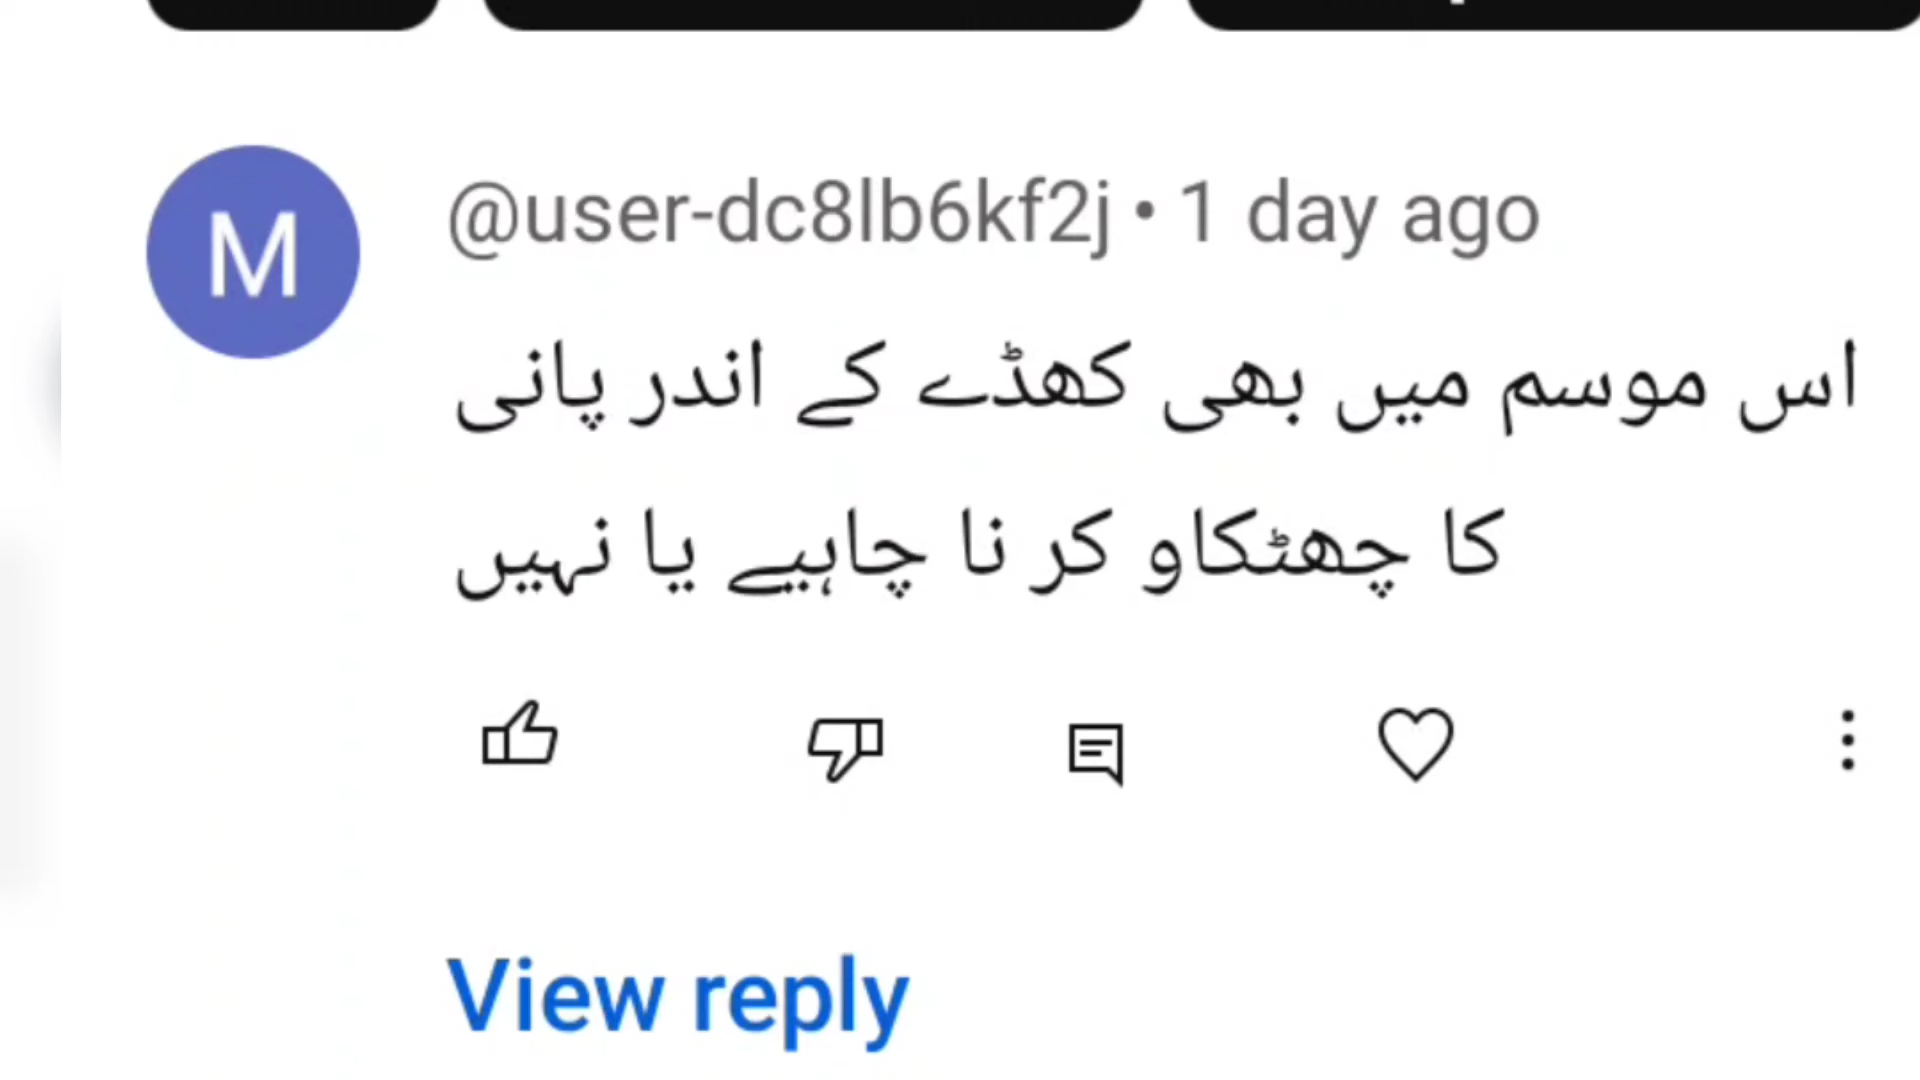 M
@user-dc8lb6kf2j • 1 day ago
اس موسم میں بھی کھڈے کے اندر پانی
کا چھٹکاو کر نا چاہیے یا نہیں
View reply